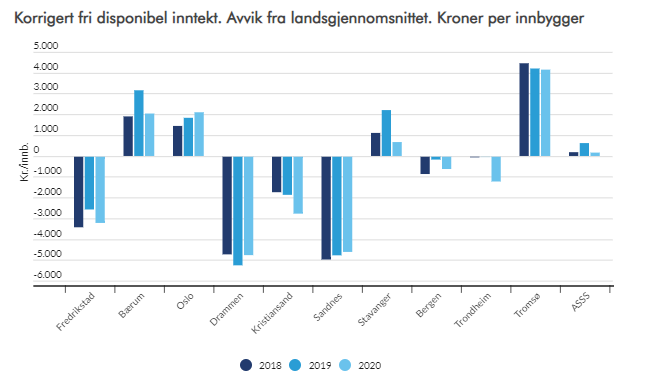 Korrigert fri disponibel inntekt. Avvik fra landsgjennomsnittet. Kroner per innbygger
5.000
4.000
3.000
2.000
1.000
0
-1.000
-2.000
-3.000
-4.000
-5.000
-6.000
Kr./innb.
Fredrikstad
Bærum
Oslo
Drammen
Kristiansand
Sandnes
Stavanger
Bergen
Trondheim
Tromsø
ASSS
2018 2019 2020